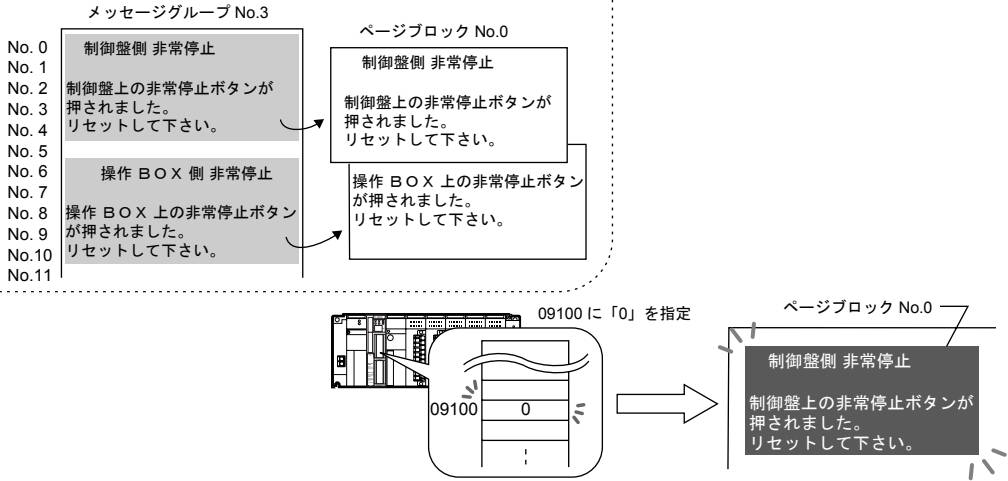 メッセージグループ No.3
No. 0
No. 1
No. 2
No. 3
No. 4
No. 5
No. 6
No. 7
No. 8
No. 9
No.10
No.11
制御盤側 非常停止
制御盤上の非常停止ボタンが
押されました。
リセットして下さい。
操作 ＢＯＸ 側 非常停止
操作 ＢＯＸ 上の非常停止ボタン
が押されました。
リセットして下さい。
ページブロック No.0
制御盤側 非常停止
制御盤上の非常停止ボタンが
押されました。
リセットして下さい。
操作 ＢＯＸ 上の非常停止ボタン
が押されました。
リセットして下さい。
09100 に「0」を指定
09100 0
ページブロック No.0
制御盤側 非常停止
制御盤上の非常停止ボタンが
押されました。
リセットして下さい。